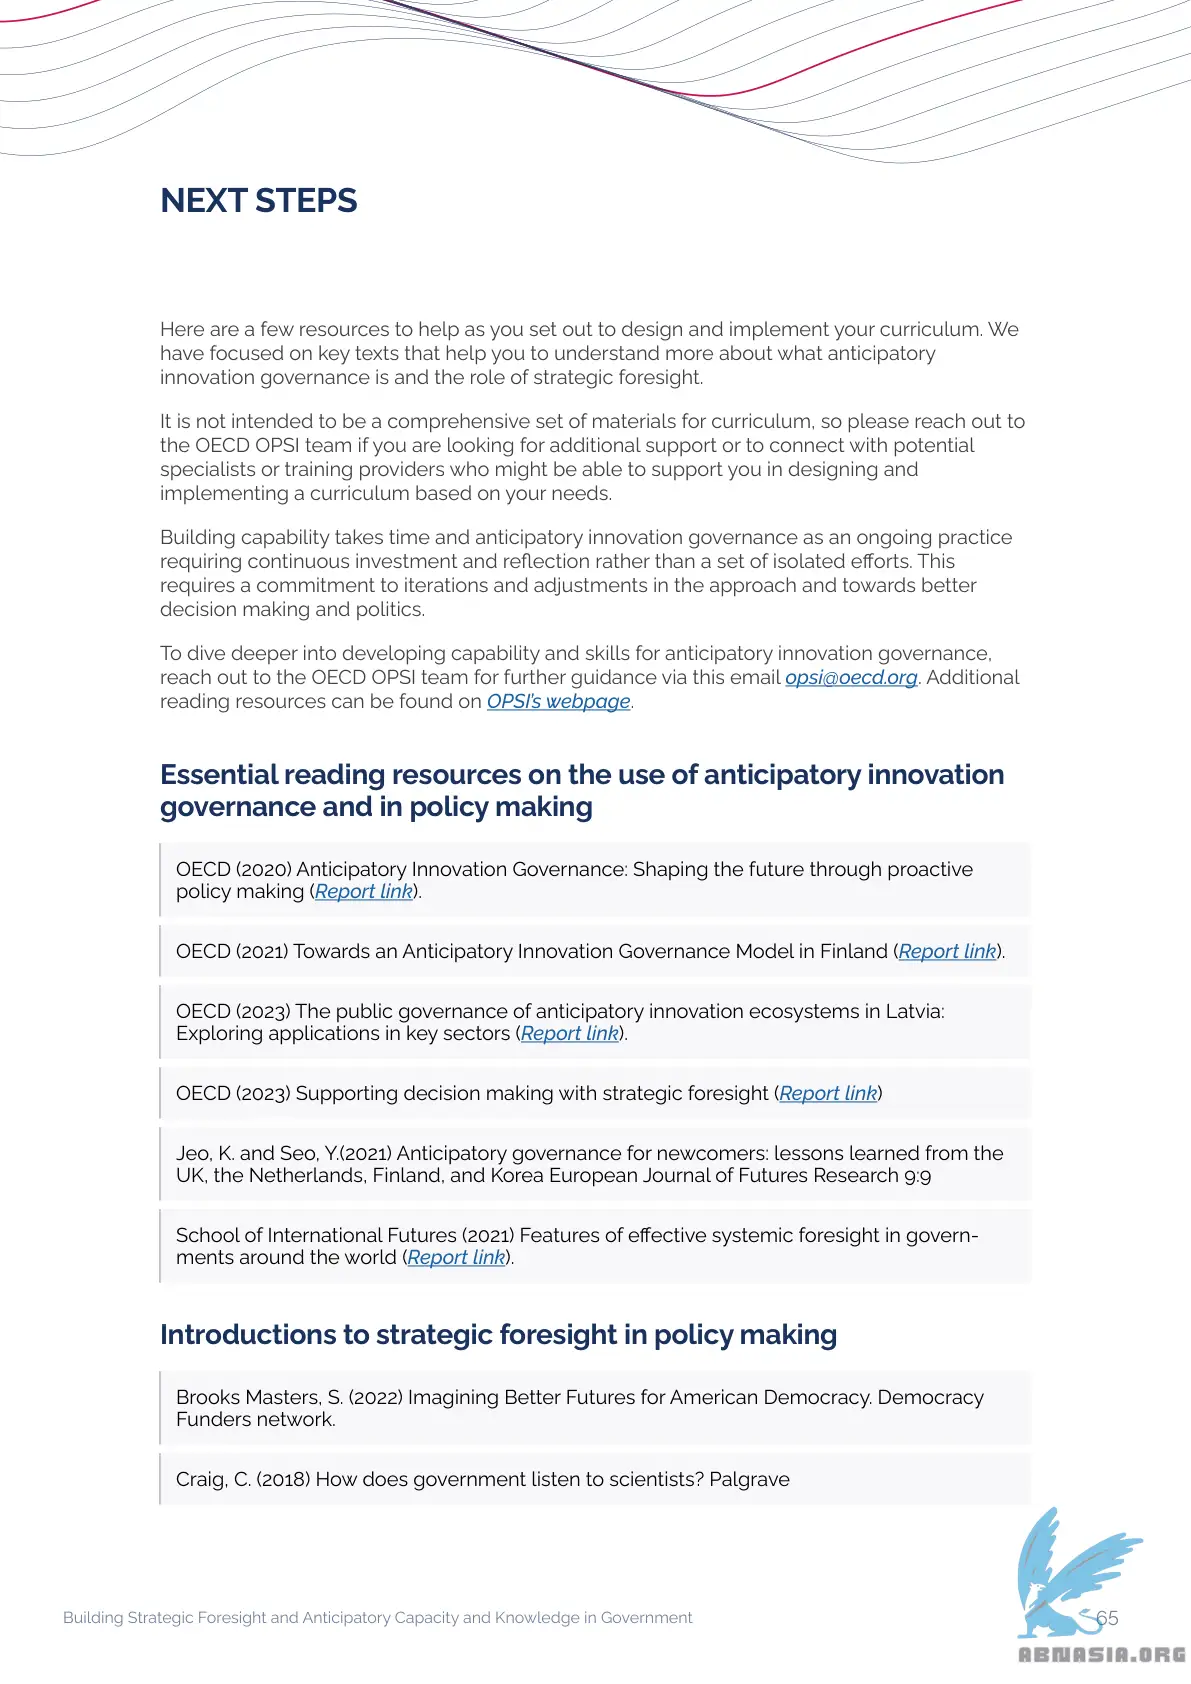 NEXT STEPS
Here are a few resources to help as you set out to design and implement your curriculum. We
have focused on key texts that help you to understand more about what anticipatory
innovation governance is and the role of strategic foresight.
It is not intended to be a comprehensive set of materials for curriculum, so please reach out to
the OECD OPSI team if you are looking for additional support or to connect with potential
specialists or training providers who might be able to support you in designing and
implementing a curriculum based on your needs.
Building capability takes time and anticipatory innovation governance as an ongoing practice
requiring continuous investment and reflection rather than a set of isolated efforts. This
requires a commitment to iterations and adjustments in the approach and towards better
decision making and politics.
To dive deeper into developing capability and skills for anticipatory innovation governance,
reach out to the OECD OPSI team for further guidance via this email opsi@oecd.org. Additional
reading resources can be found on OPSI's webpage.
Essential reading resources on the use of anticipatory innovation
governance and in policy making
OECD (2020) Anticipatory Innovation Governance: Shaping the future through proactive
policy making (Report link).
OECD (2021) Towards an Anticipatory Innovation Governance Model in Finland (Report link).
OECD (2023) The public governance of anticipatory innovation ecosystems in Latvia:
Exploring applications in key sectors (Report link).
OECD (2023) Supporting decision making with strategic foresight (Report link)
Jeo, K. and Seo, Y.(2021) Anticipatory governance for newcomers: lessons learned from the
UK, the Netherlands, Finland, and Korea European Journal of Futures Research 9:9
School of International Futures (2021) Features of effective systemic foresight in govern-
ments around the world (Report link).
Introductions to strategic foresight in policy making
Brooks Masters, S. (2022) Imagining Better Futures for American Democracy. Democracy
Funders network.
Craig, C. (2018) How does government listen to scientists? Palgrave
Building Strategic Foresight and Anticipatory Capacity and Knowledge in Government
65
ABNASIA.ORG